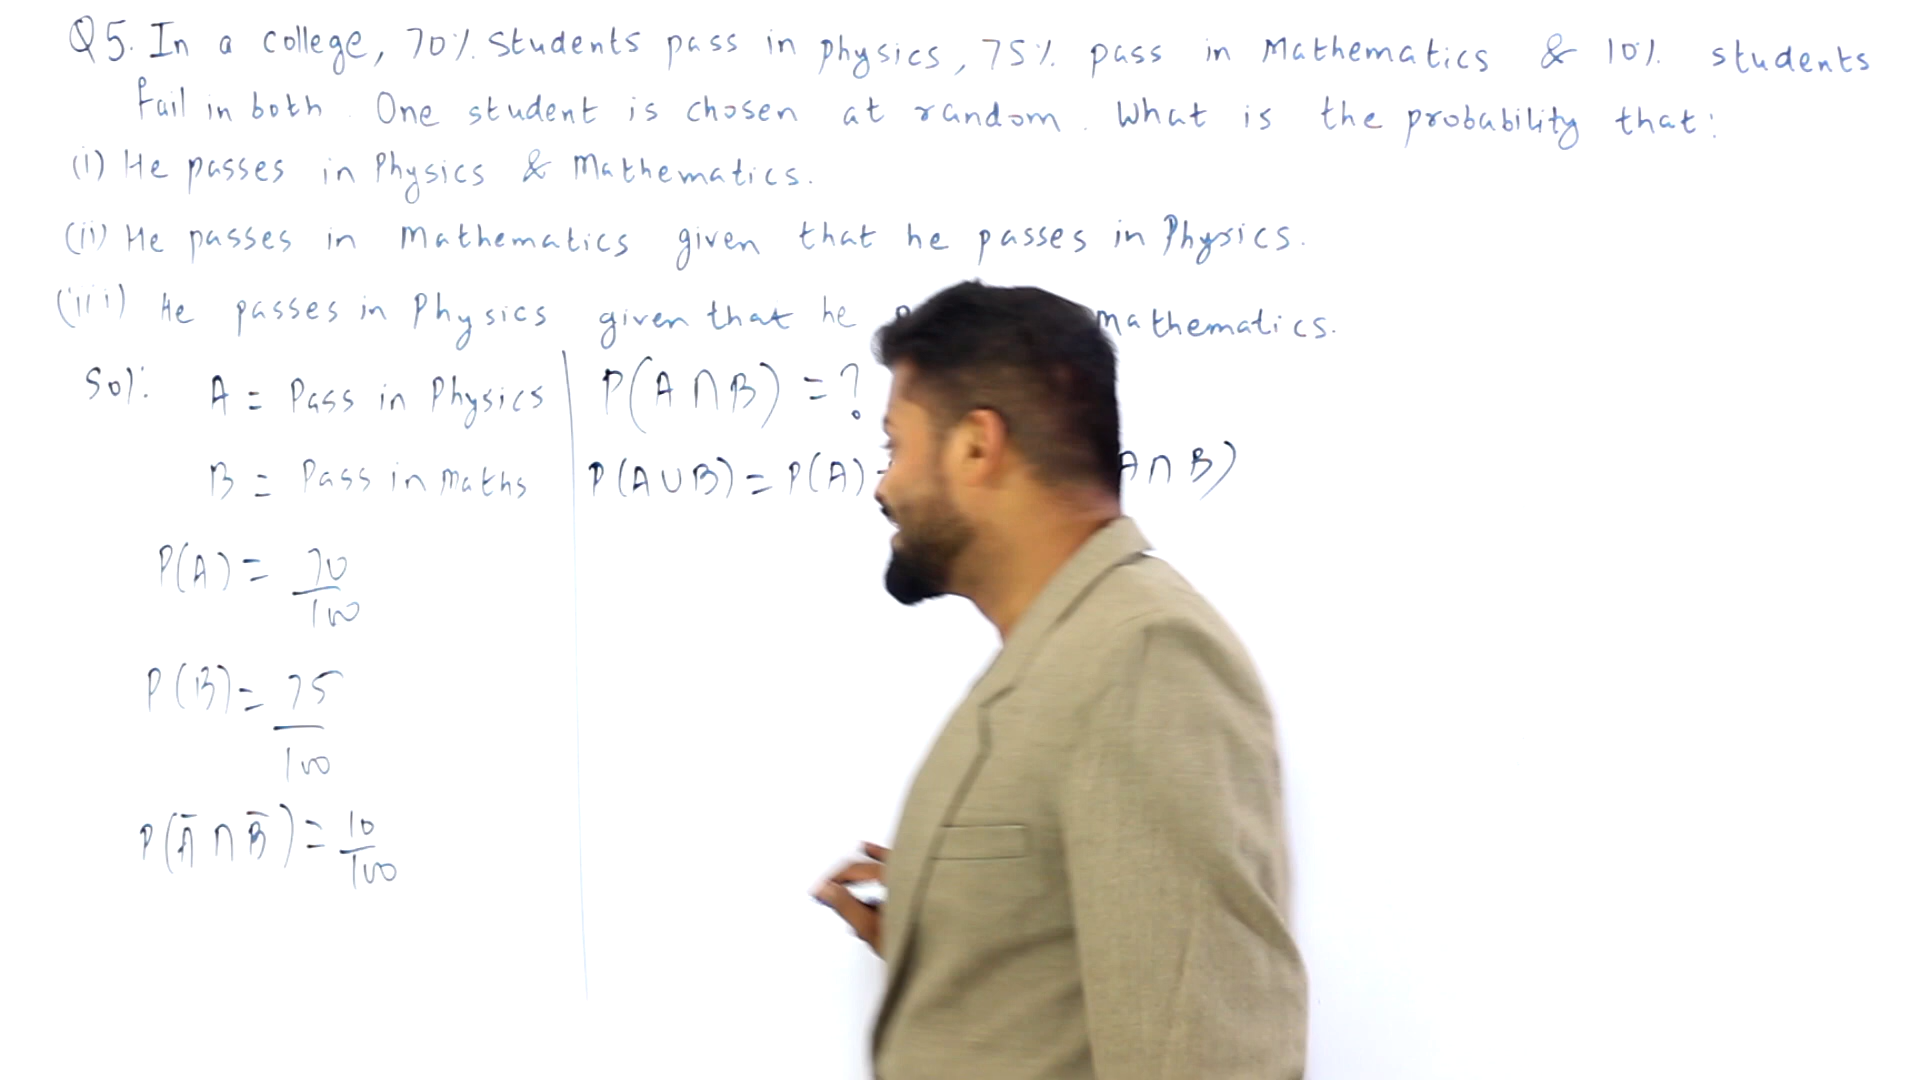 Q5. In a college, 70% students pass in physics, 75% pass in Mathematics & 10% students
fail in both. One student is chosen at random. What is the probability that:
(i) He passes in Physics & Mathematics.
(ii) He passes in Mathematics given that he passes in Physics.
(iii) He passes in Physics given that he mathematics.
Sol: A = Pass in Physics P(A ∩ B) = ?
B = Pass in maths P(A ∪ B) = P(A) A ∩ B)
P(A) = 70/100
P(B) = 75/100
P(Ā ∩ B̄) = 10/100